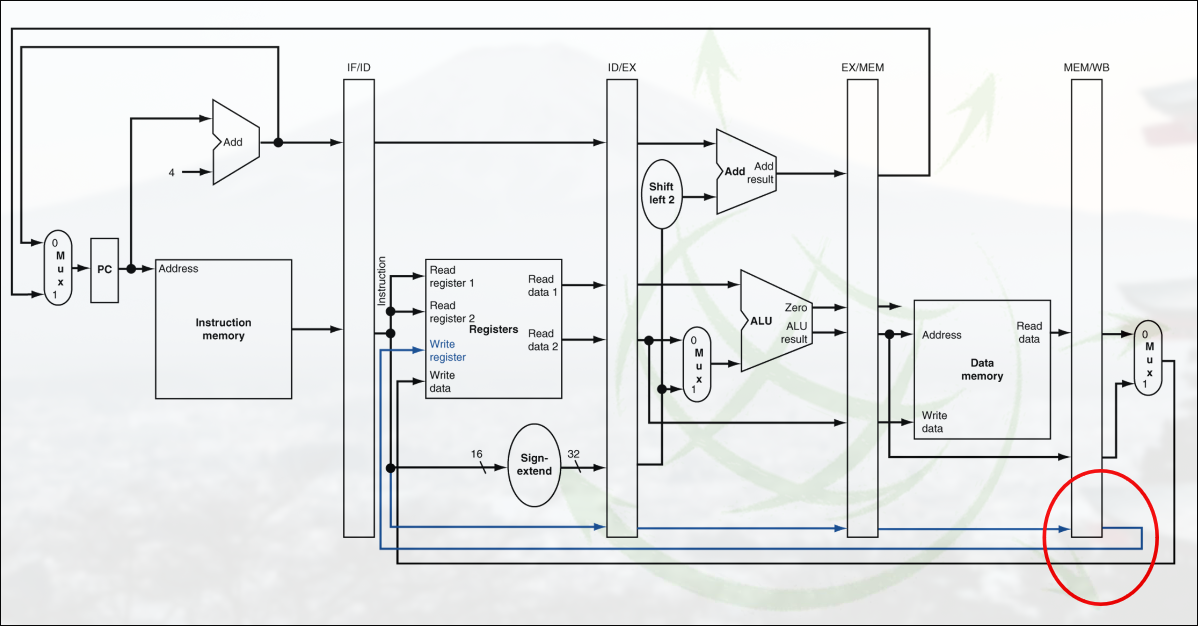 IF/ID
ID/EX
EX/MEM
MEM/WB
Add
4
Shift
left 2
Add
Add
result
0
M
u
x
1
PC
Address
Instruction
memory
Instruction
Read
register 1
Read
register 2
Write
register
Write
data
Registers
Read
data 1
Read
data 2
16
Sign-
extend
32
0
M
u
x
1
ALU
Zero
ALU
result
Address
Read
data
Data
memory
Write
data
0
M
u
x
1